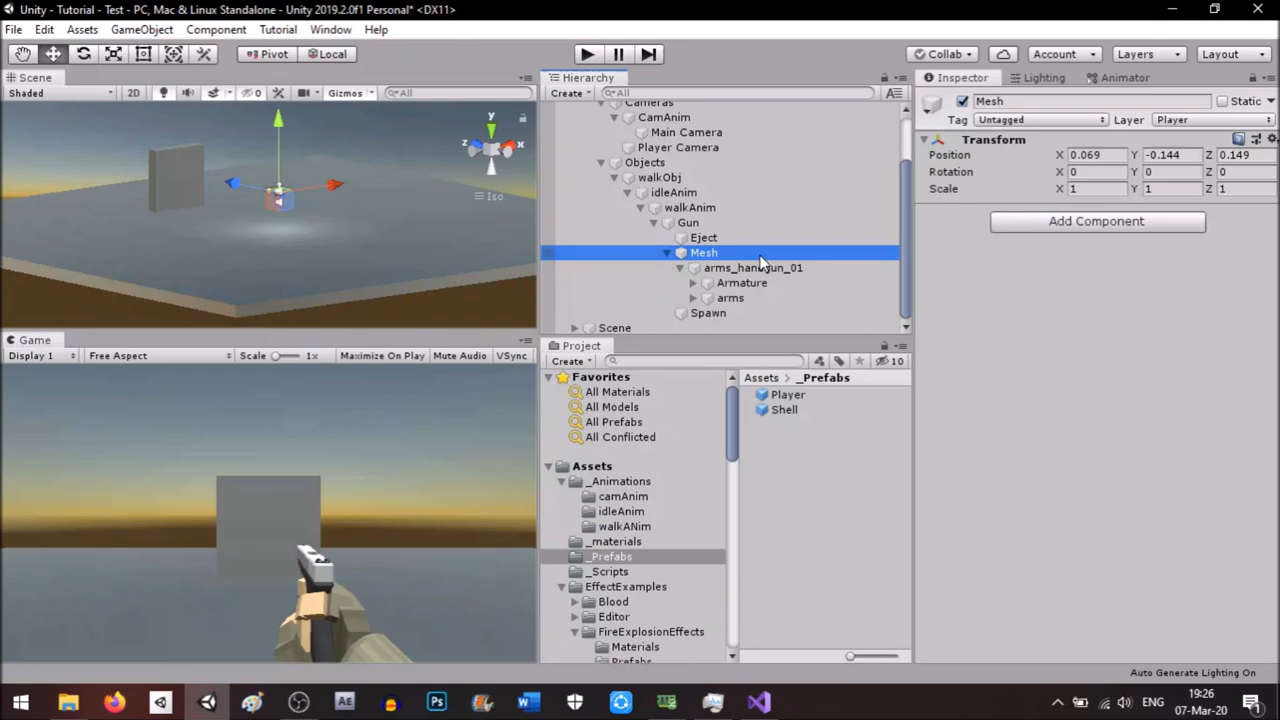 Unity - Tutorial - Test - PC, Mac & Linux Standalone - Unity 2019.2.0f1 Personal* <DX11>
File Edit Assets GameObject Component Tutorial Window Help
Pivot Local Collab Account Layers Layout
Scene
Shaded 2D 0 Gizmos All
y
z x
Iso
Game
Display 1 Free Aspect Scale 1x Maximize On Play Mute Audio VSync
Hierarchy
Create All
Cameras
CamAnim
Main Camera
Player Camera
Objects
walkObj
idleAnim
walkAnim
Gun
Eject
Mesh
arms_handgun_01
Armature
arms
Spawn
Scene
Project
Create 10
Favorites
All Materials
All Models
All Prefabs
All Conflicted
Assets
_Animations
camAnim
idleAnim
walkANim
_materials
_Prefabs
_Scripts
EffectExamples
Blood
Editor
FireExplosionEffects
Materials
Prefabs
Assets _Prefabs
Player
Shell
Inspector Lighting Animator
Mesh Static
Tag Untagged Layer Player
Transform
Position X 0.069 Y -0.144 Z 0.149
Rotation X 0 Y 0 Z 0
Scale X 1 Y 1 Z 1
Add Component
Auto Generate Lighting On
Ae Ps W
ENG 19:26
07-Mar-20 1